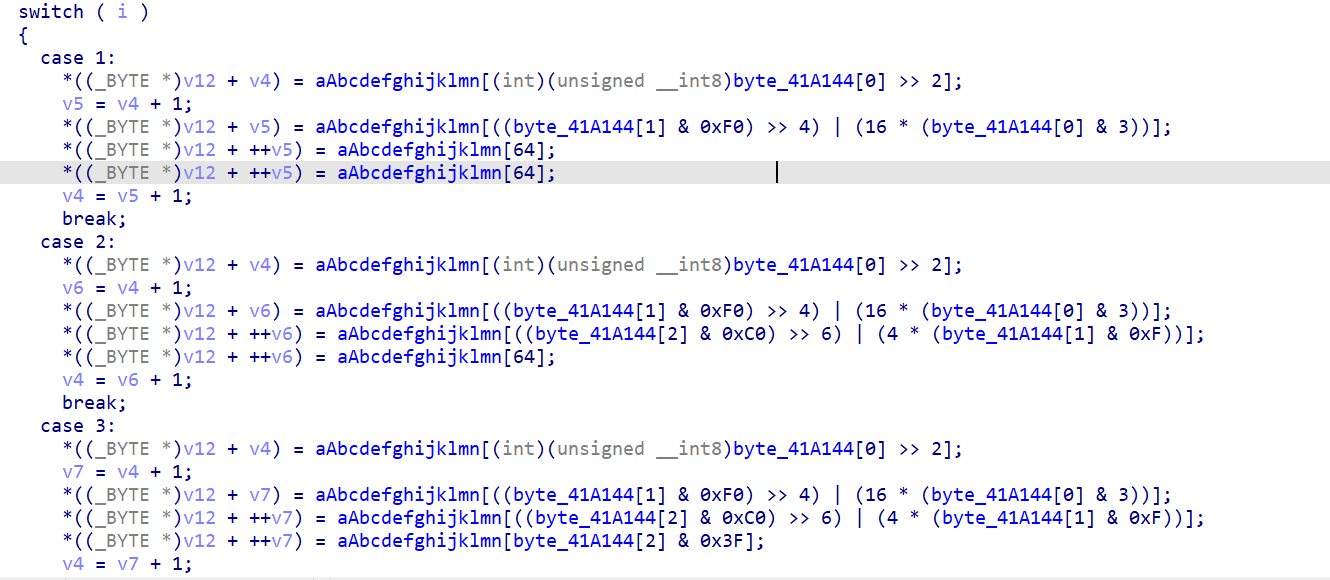 switch ( i )
{
case 1:
*((_BYTE *)v12 + v4) = aAbcdefghijklmn[(int)(unsigned __int8)byte_41A144[0] >> 2];
v5 = v4 + 1;
*((_BYTE *)v12 + v5) = aAbcdefghijklmn[((byte_41A144[1] & 0xF0) >> 4) | (16 * (byte_41A144[0] & 3))];
*((_BYTE *)v12 + ++v5) = aAbcdefghijklmn[64];
*((_BYTE *)v12 + ++v5) = aAbcdefghijklmn[64];
v4 = v5 + 1;
break;
case 2:
*((_BYTE *)v12 + v4) = aAbcdefghijklmn[(int)(unsigned __int8)byte_41A144[0] >> 2];
v6 = v4 + 1;
*((_BYTE *)v12 + v6) = aAbcdefghijklmn[((byte_41A144[1] & 0xF0) >> 4) | (16 * (byte_41A144[0] & 3))];
*((_BYTE *)v12 + ++v6) = aAbcdefghijklmn[((byte_41A144[2] & 0xC0) >> 6) | (4 * (byte_41A144[1] & 0xF))];
*((_BYTE *)v12 + ++v6) = aAbcdefghijklmn[64];
v4 = v6 + 1;
break;
case 3:
*((_BYTE *)v12 + v4) = aAbcdefghijklmn[(int)(unsigned __int8)byte_41A144[0] >> 2];
v7 = v4 + 1;
*((_BYTE *)v12 + v7) = aAbcdefghijklmn[((byte_41A144[1] & 0xF0) >> 4) | (16 * (byte_41A144[0] & 3))];
*((_BYTE *)v12 + ++v7) = aAbcdefghijklmn[((byte_41A144[2] & 0xC0) >> 6) | (4 * (byte_41A144[1] & 0xF))];
*((_BYTE *)v12 + ++v7) = aAbcdefghijklmn[byte_41A144[2] & 0x3F];
v4 = v7 + 1;